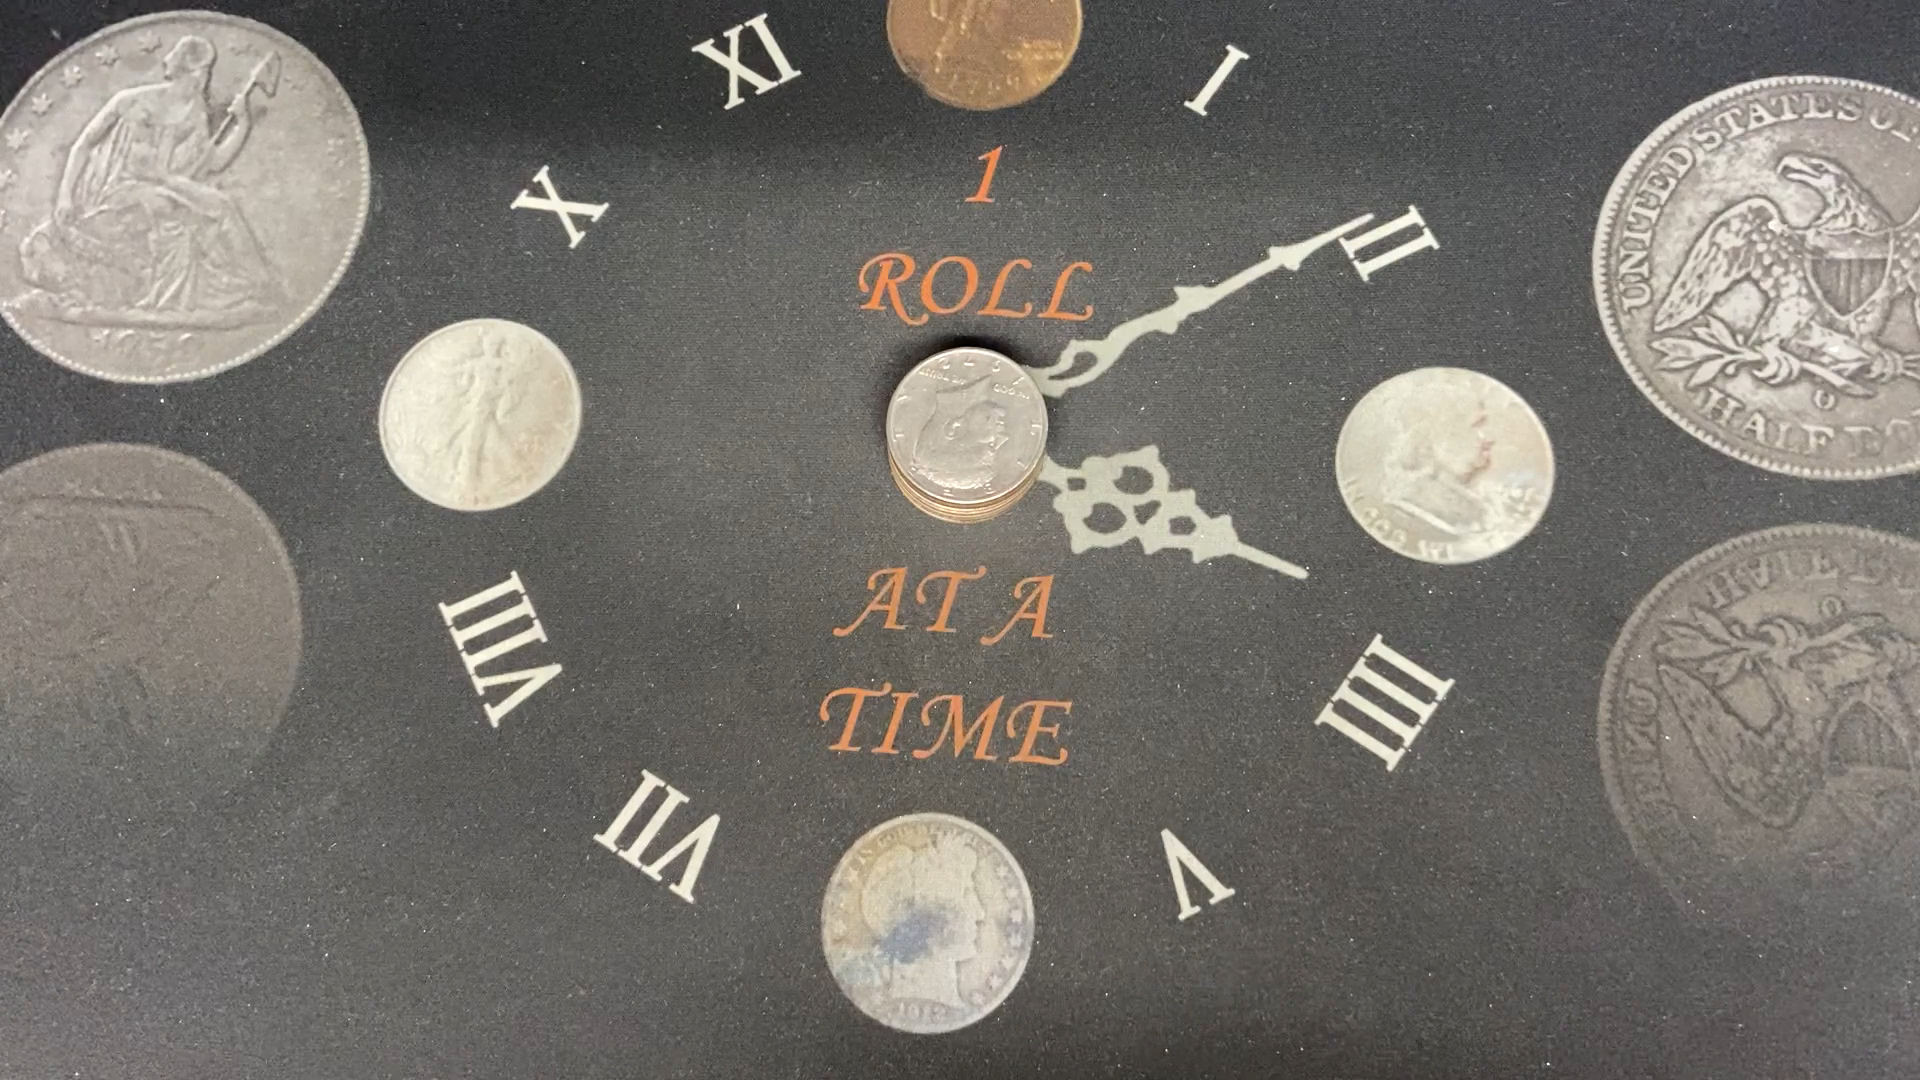 XI
I
1
X
II
ROLL
UNITED STATES OF
HALF D
AT A
VIII
IIII
TIME
VII
V